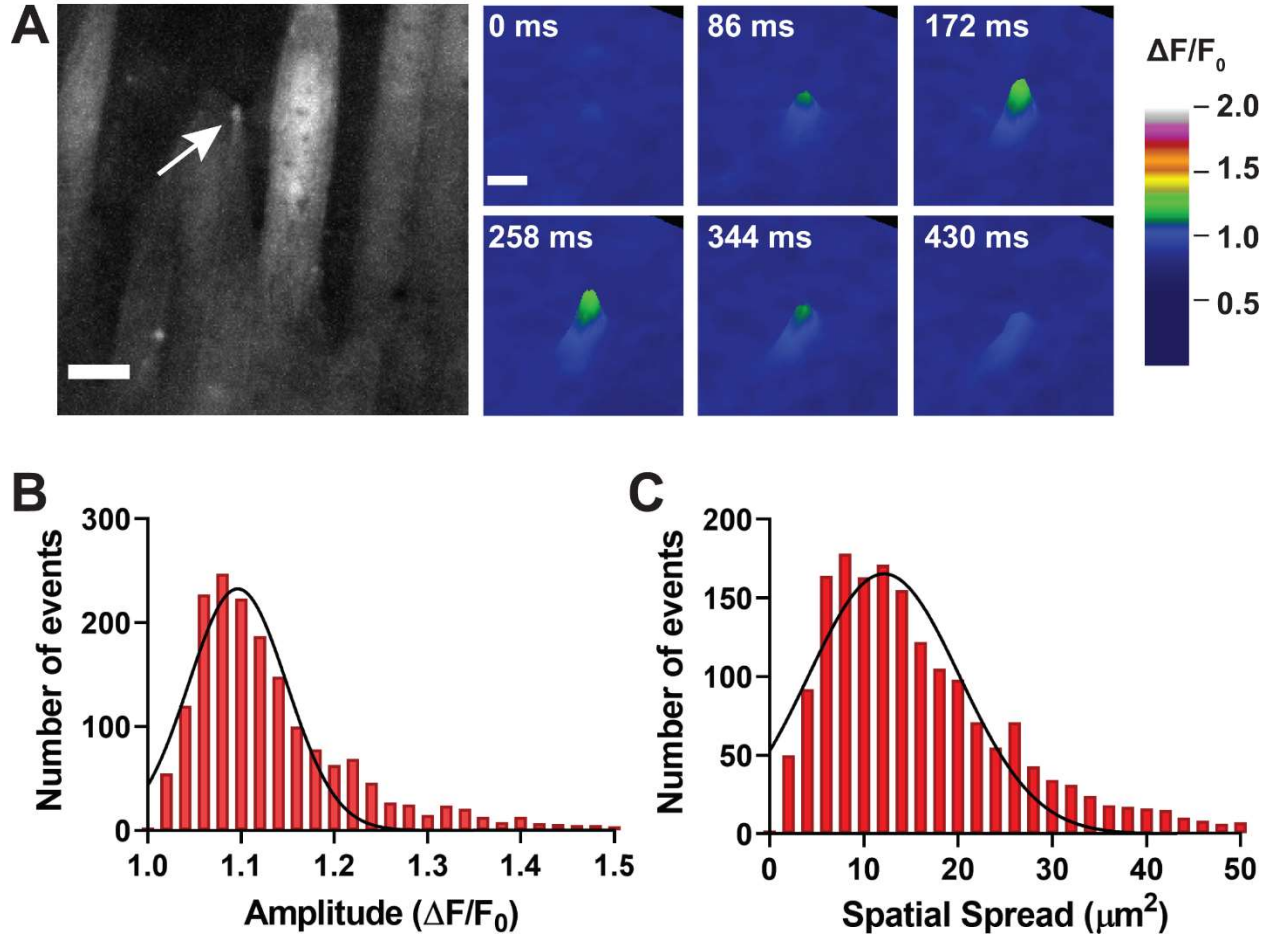 A
0 ms
86 ms
172 ms
ΔF/F₀
2.0
1.5
1.0
0.5
258 ms
344 ms
430 ms
B
Number of events
300
200
100
0
1.0
1.1
1.2
1.3
1.4
1.5
Amplitude (ΔF/F₀)
C
Number of events
200
150
100
50
0
0
10
20
30
40
50
Spatial Spread (μm²)